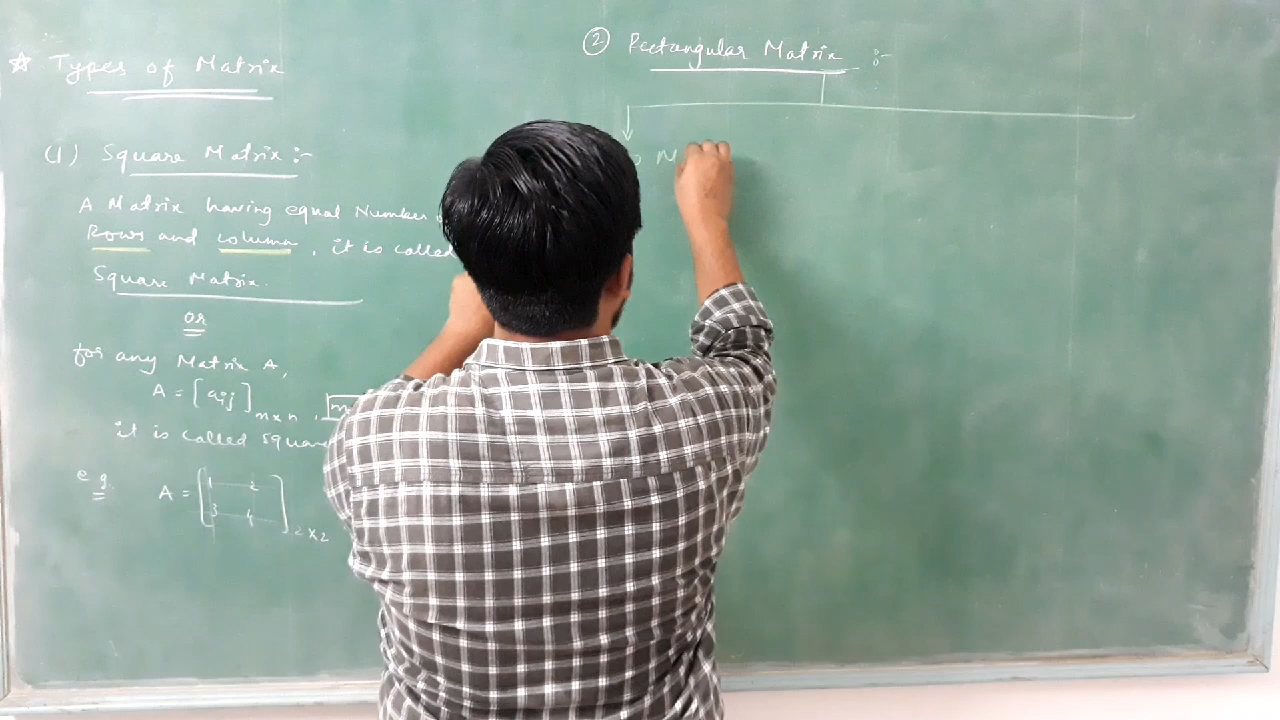 ☆ Types of Matrix
(1) Square Matrix :-
A Matrix having equal Number
Rows and column, it is called
Square Matrix.
or
for any Matrix A,
A = [aij]m×n, m
it is called squar
e.g. A = [1 2
3 4]2×2
② Rectangular Matrix :-